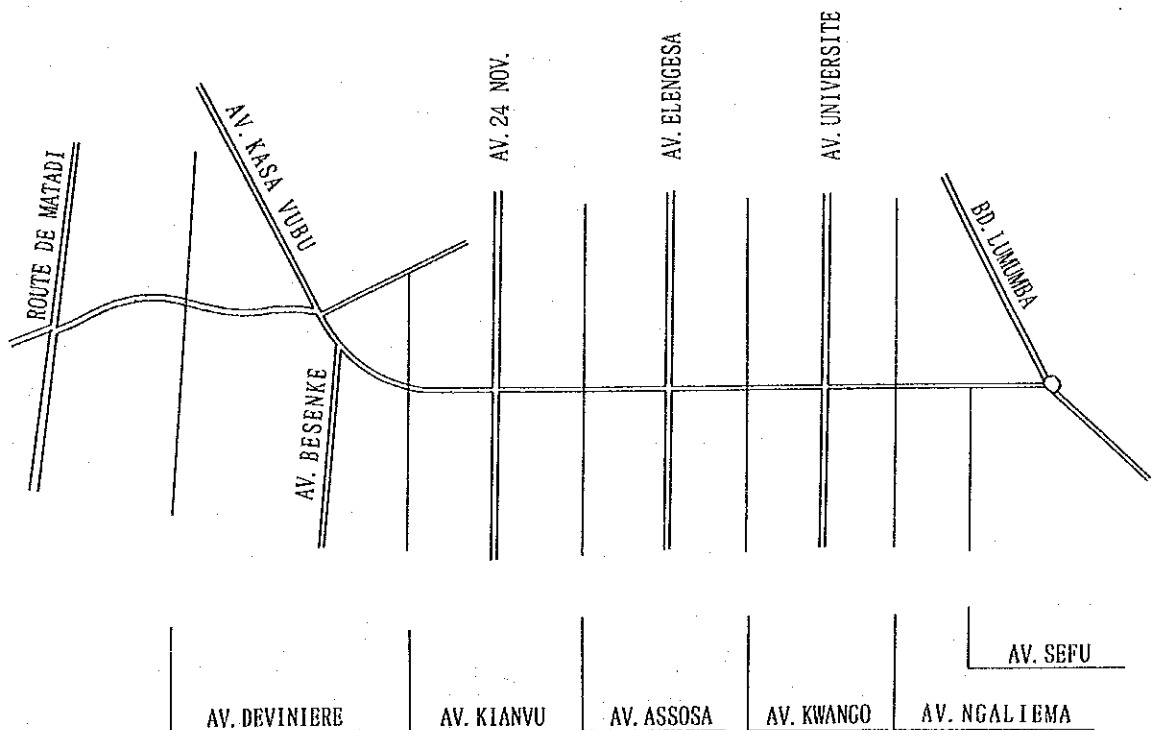 ROUTE DE MATADI
AV. KASA VUBU
AV. BESENKE
AV. 24 NOV.
AV. ELENGESA
AV. UNIVERSITE
BD. LUMUMBA
AV. SEFU
AV. DEVINIERE
AV. KIANVU
AV. ASSOSA
AV. KWANGO
AV. NGALIEMA